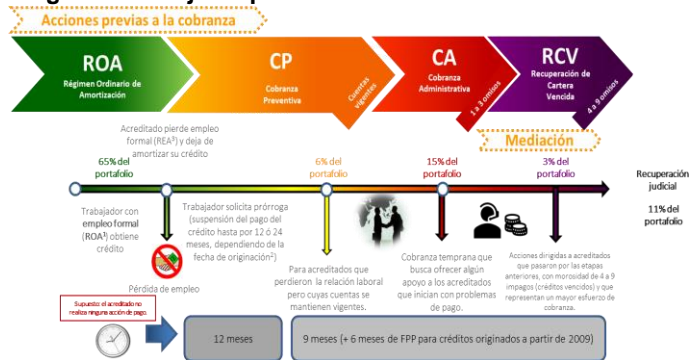 Acciones previas a la cobranza
ROA
Régimen Ordinario de
Amortización
CP
Cobranza
Preventiva
Cuentas
vigentes
CA
Cobranza
Administrativa
1 a 3 omisos
RCV
Recuperación de
Cartera
Vencida
4 a 9 omisos
Mediación
Acreditado pierde empleo
formal (REA³) y deja de
amortizar su crédito
65% del
portafolio
6% del
portafolio
15% del
portafolio
3% del
portafolio
Recuperación
judicial
11% del
portafolio
Trabajador con
empleo formal
(ROA¹) obtiene
crédito
Pérdida de empleo
Trabajador solicita prórroga
(suspensión del pago del
crédito hasta por 12 ó 24
meses, dependiendo de la
fecha de originación²)
Para acreditados que
perdieron la relación laboral
pero cuyas cuentas se
mantienen vigentes.
Cobranza temprana que
busca ofrecer algún
apoyo a los acreditados
que inician con problemas
de pago.
Acciones dirigidas a acreditados
que pasaron por las etapas
anteriores, con morosidad de 4 a 9
impagos (créditos vencidos) y que
representan un mayor esfuerzo de
cobranza.
Supuesto: el acreditado no
realiza ninguna acción de pago.
12 meses
9 meses (+ 6 meses de FPP para créditos originados a partir de 2009)